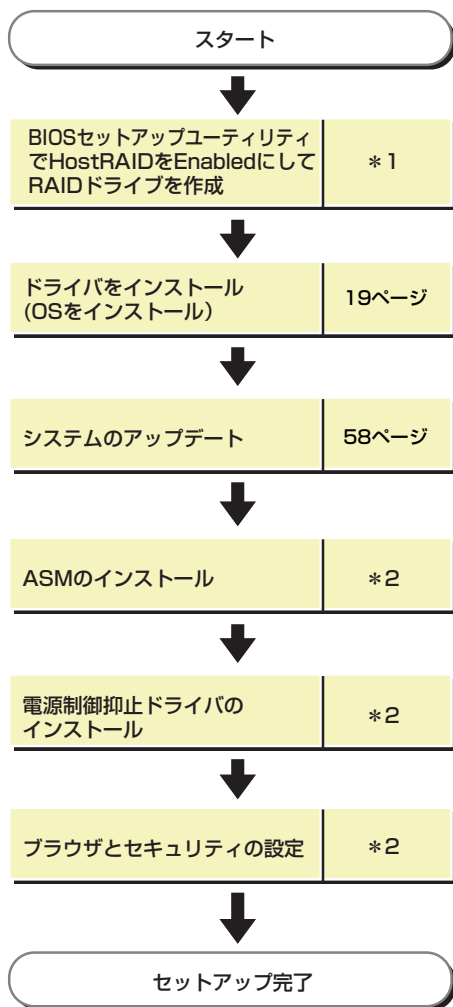 スタート
BIOSセットアップユーティリティ
でHostRAIDをEnabledにして
RAIDドライブを作成
＊1
ドライバをインストール
(OSをインストール）
19ページ
システムのアップデート
58ページ
ASMのインストール
＊2
電源制御抑止ドライバの
インストール
＊2
ブラウザとセキュリティの設定
＊2
セットアップ完了